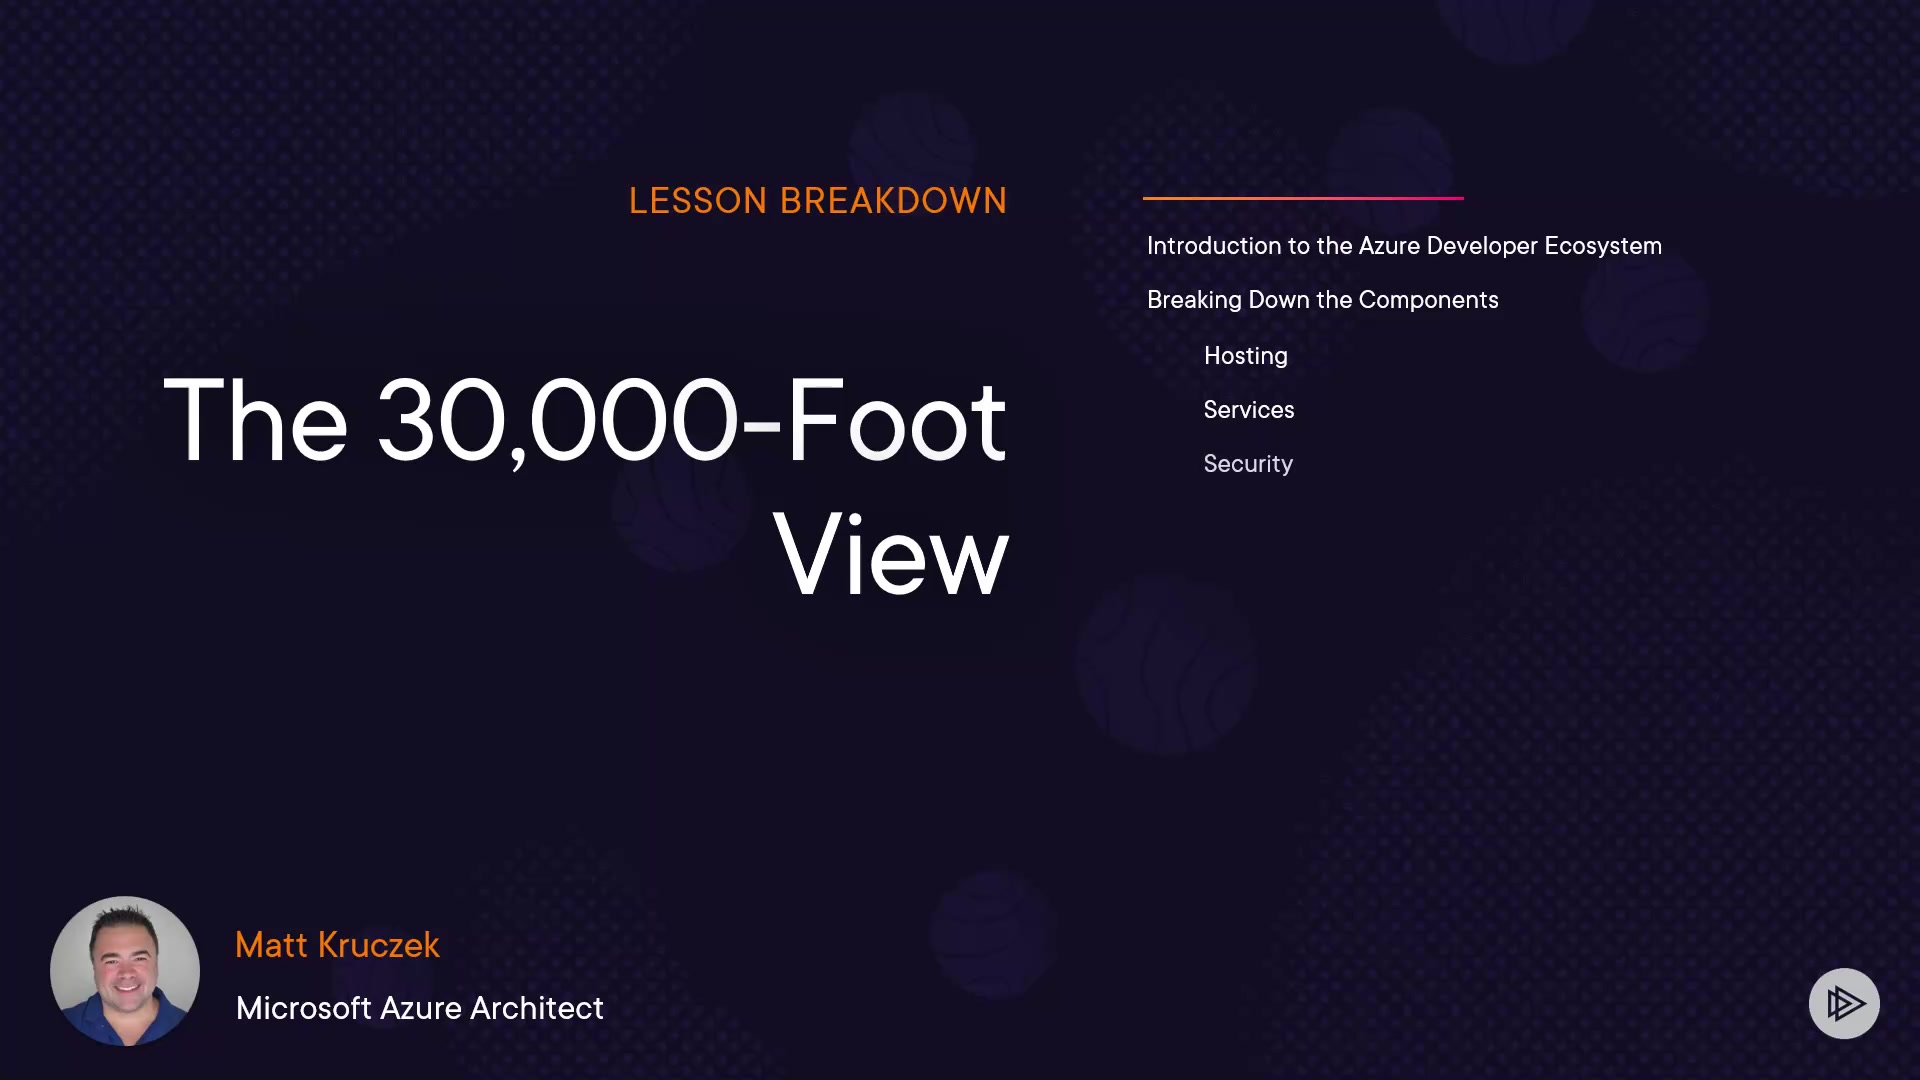 LESSON BREAKDOWN
The 30,000-Foot
View
Introduction to the Azure Developer Ecosystem
Breaking Down the Components
Hosting
Services
Security
Matt Kruczek
Microsoft Azure Architect